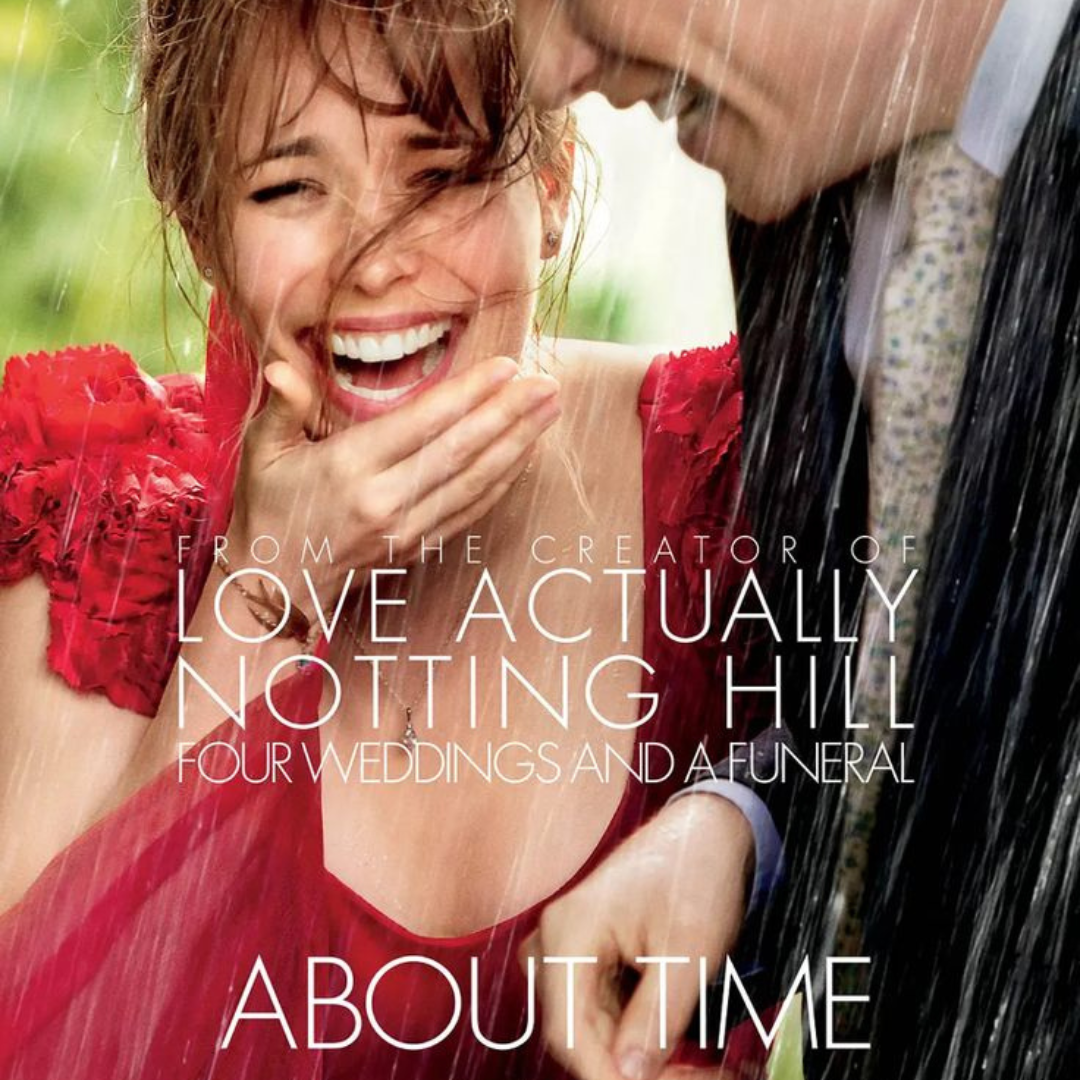 FROM THE CREATOR OF
LOVE ACTUALLY
NOTTING HILL
FOUR WEDDINGS AND A FUNERAL
ABOUT TIME